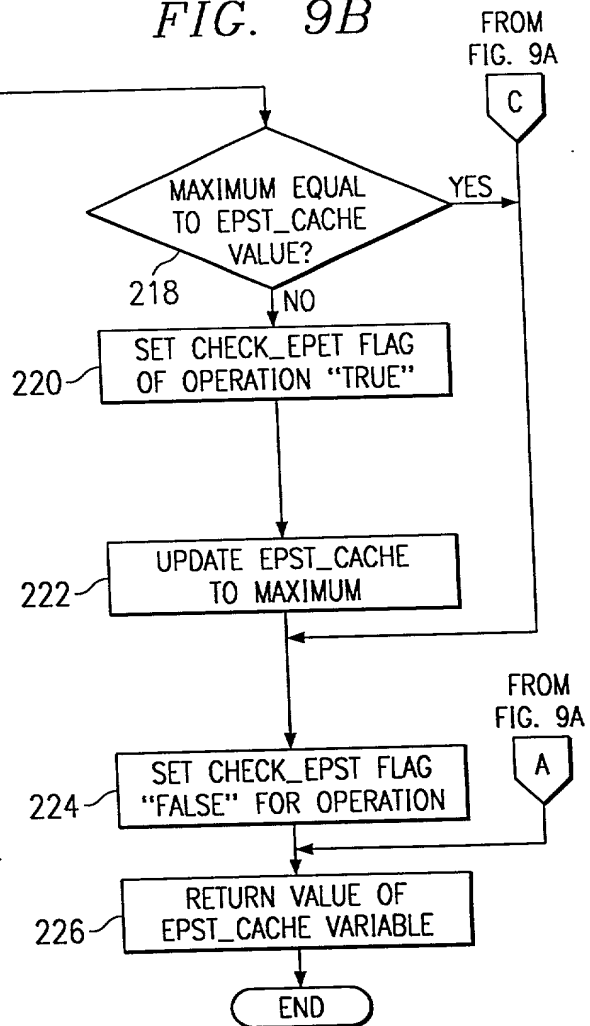 FIG. 9B
FROM
FIG. 9A
C
MAXIMUM EQUAL
TO EPST_CACHE
VALUE?
YES
218
NO
SET CHECK_EPET FLAG
OF OPERATION “TRUE”
220
UPDATE EPST_CACHE
TO MAXIMUM
222
FROM
FIG. 9A
A
SET CHECK_EPST FLAG
“FALSE” FOR OPERATION
224
RETURN VALUE OF
EPST_CACHE VARIABLE
226
END